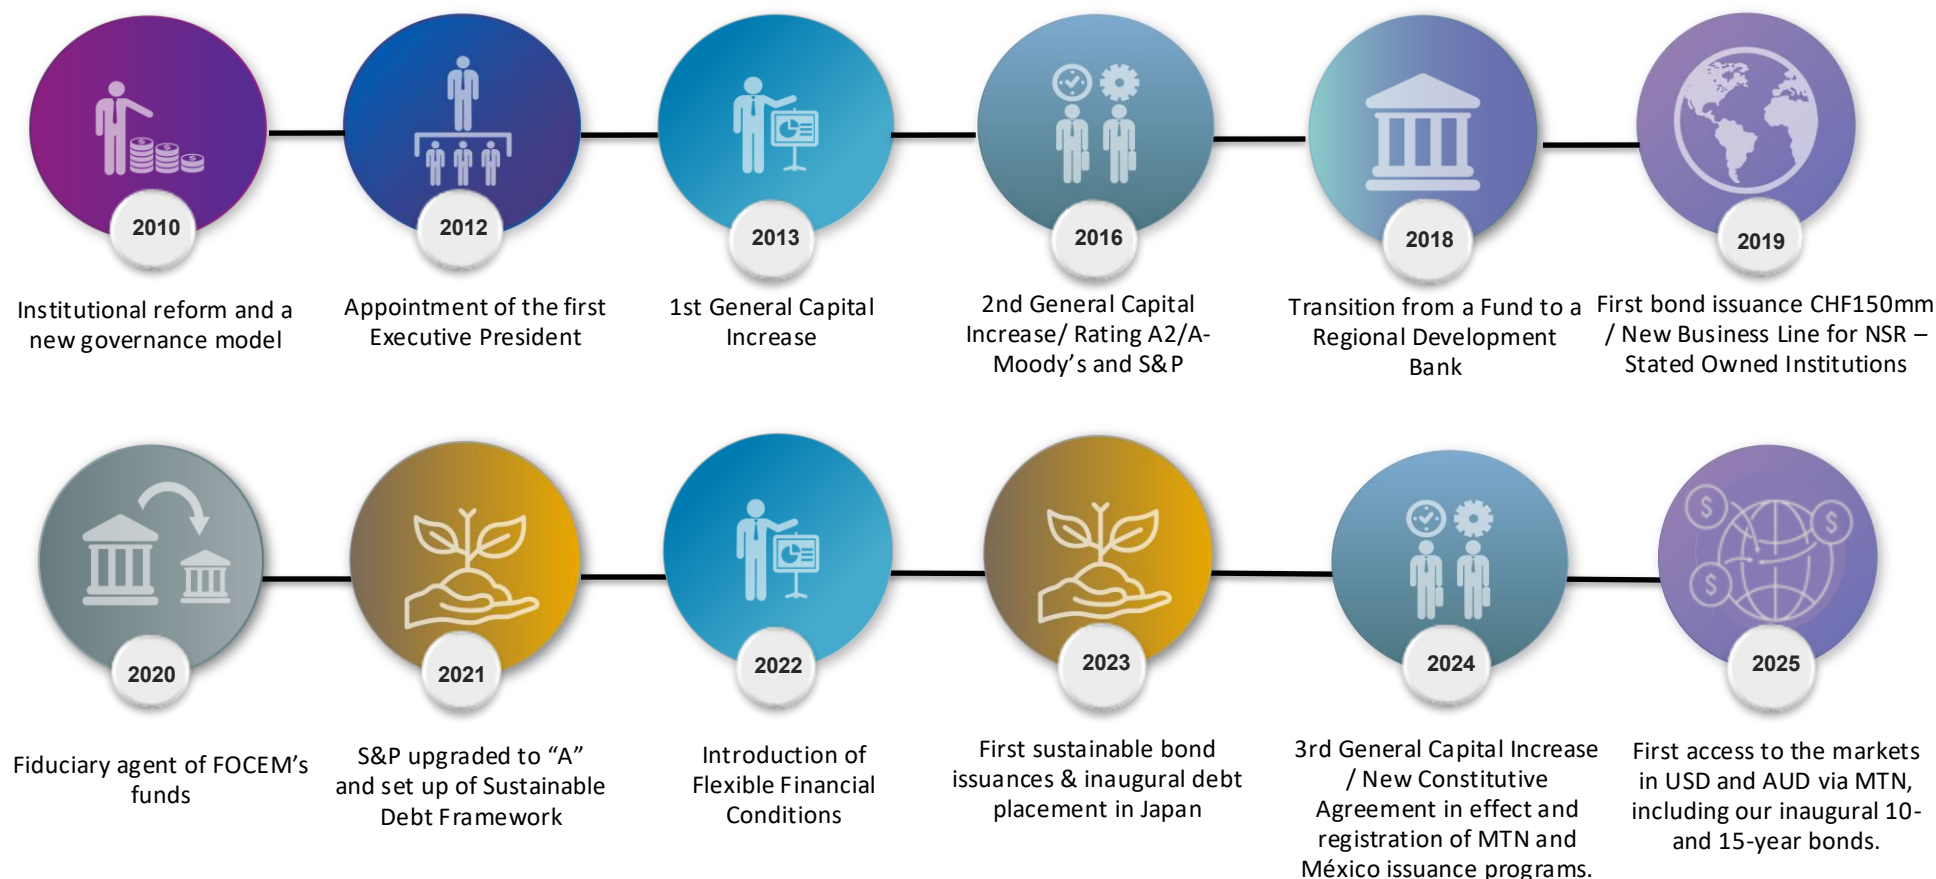 2010
Institutional reform and a
new governance model
2012
Appointment of the first
Executive President
2013
1st General Capital
Increase
2016
2nd General Capital
Increase/ Rating A2/A-
Moody's and S&P
2018
Transition from a Fund to a
Regional Development
Bank
2019
First bond issuance CHF150mm
/ New Business Line for NSR –
Stated Owned Institutions
2020
Fiduciary agent of FOCEM's
funds
2021
S&P upgraded to “A”
and set up of Sustainable
Debt Framework
2022
Introduction of
Flexible Financial
Conditions
2023
First sustainable bond
issuances & inaugural debt
placement in Japan
2024
3rd General Capital Increase
/ New Constitutive
Agreement in effect and
registration of MTN and
México issuance programs.
2025
First access to the markets
in USD and AUD via MTN,
including our inaugural 10-
and 15-year bonds.